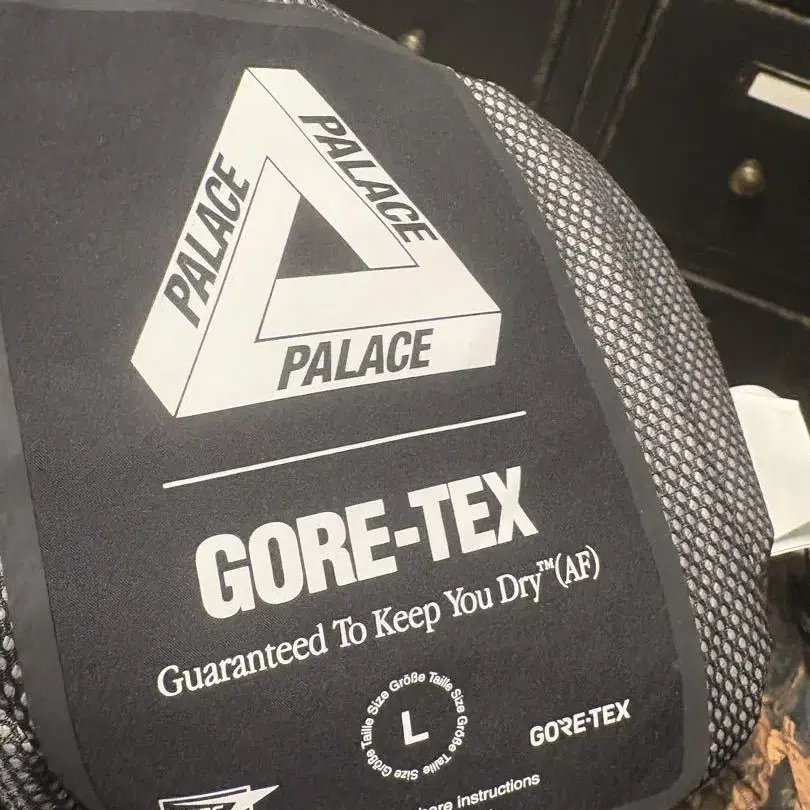 PALACE
PALACE
PALACE
GORE-TEX
Guaranteed To Keep You Dry™(AF)
Size Größe Taille Size Größe Taille Size Größe Taille
L
GORE-TEX
instructions